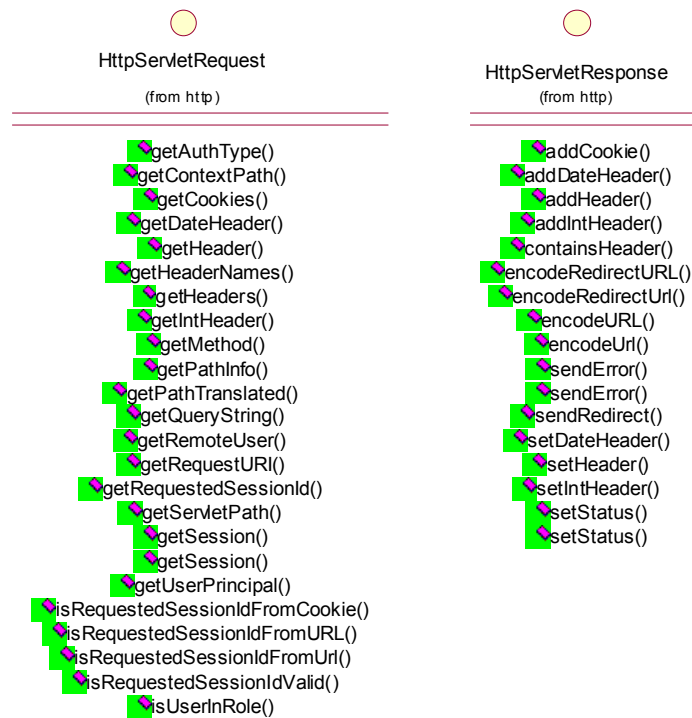 HttpServletRequest
(from http)
getAuthType()
getContextPath()
getCookies()
getDateHeader()
getHeader()
getHeaderNames()
getHeaders()
getIntHeader()
getMethod()
getPathInfo()
getPathTranslated()
getQueryString()
getRemoteUser()
getRequestURI()
getRequestedSessionId()
getServletPath()
getSession()
getSession()
getUserPrincipal()
isRequestedSessionIdFromCookie()
isRequestedSessionIdFromURL()
isRequestedSessionIdFromUrl()
isRequestedSessionIdValid()
isUserInRole()
HttpServletResponse
(from http)
addCookie()
addDateHeader()
addHeader()
addIntHeader()
containsHeader()
encodeRedirectURL()
encodeRedirectUrl()
encodeURL()
encodeUrl()
sendError()
sendError()
sendRedirect()
setDateHeader()
setHeader()
setIntHeader()
setStatus()
setStatus()